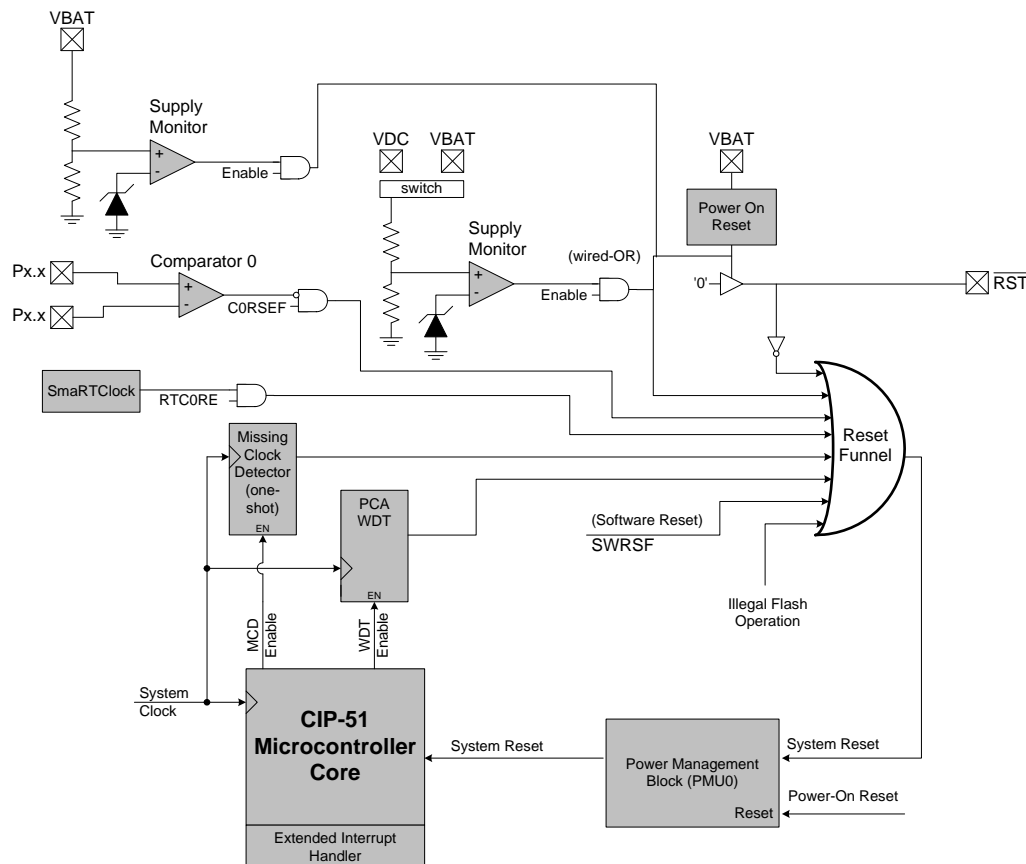 VBAT
Supply
Monitor
+
-
Enable
VDC
VBAT
switch
Supply
Monitor
+
-
Enable
(wired-OR)
VBAT
Power On
Reset
'0'
RST
Px.x
Px.x
Comparator 0
+
-
C0RSEF
SmaRTClock
RTC0RE
Missing
Clock
Detector
(one-
shot)
EN
PCA
WDT
EN
Reset
Funnel
(Software Reset)
SWRSF
Illegal Flash
Operation
MCD
Enable
WDT
Enable
System
Clock
CIP-51
Microcontroller
Core
Extended Interrupt
Handler
System Reset
Power Management
Block (PMU0)
Reset
System Reset
Power-On Reset